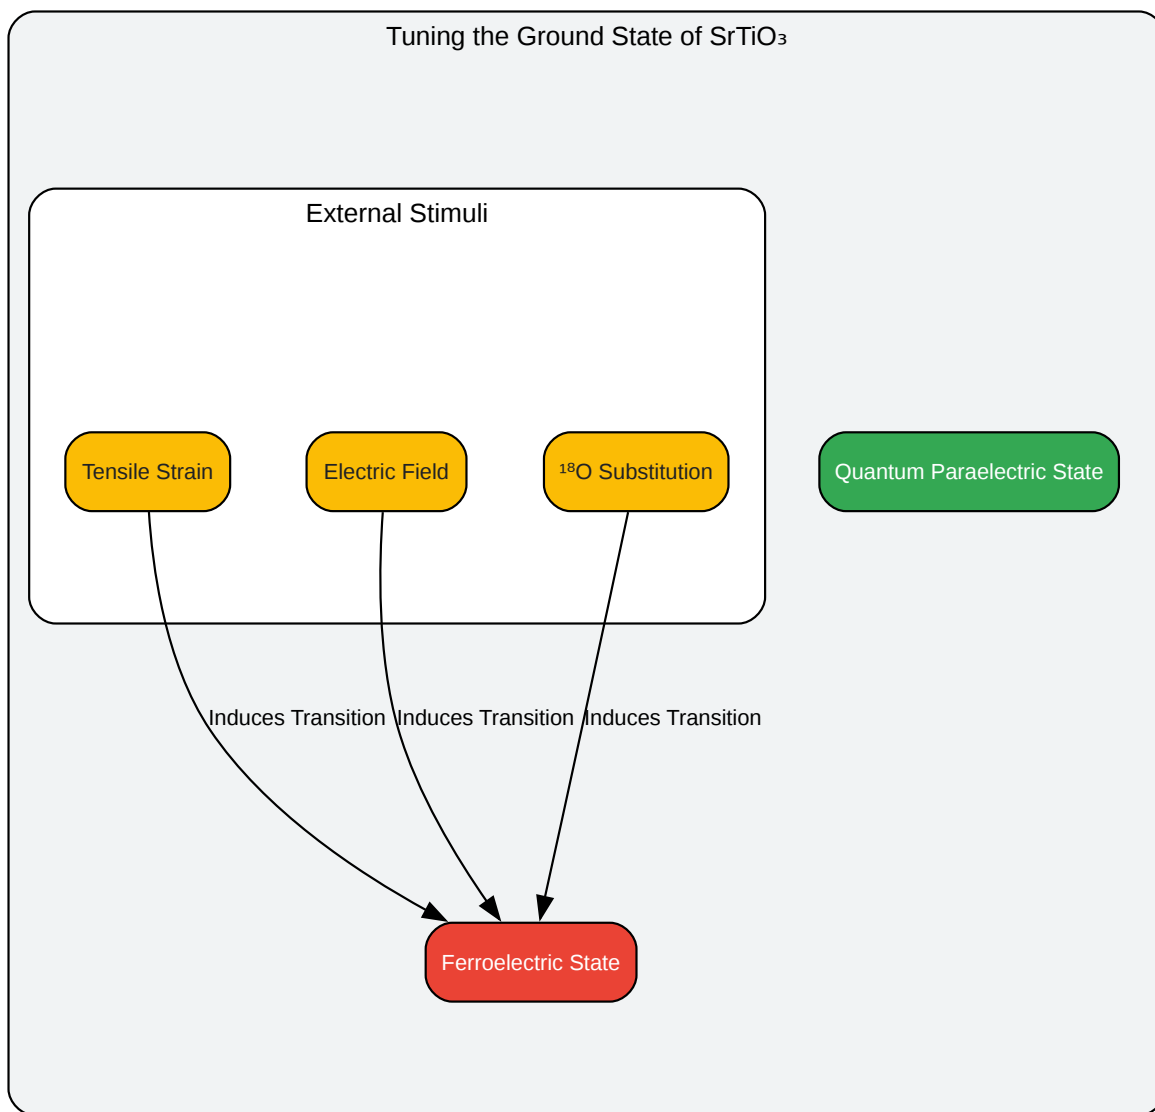 Tuning the Ground State of SrTiO₃
External Stimuli
Tensile Strain
Electric Field
¹⁸O Substitution
Quantum Paraelectric State
Induces Transition
Induces Transition
Induces Transition
Ferroelectric State